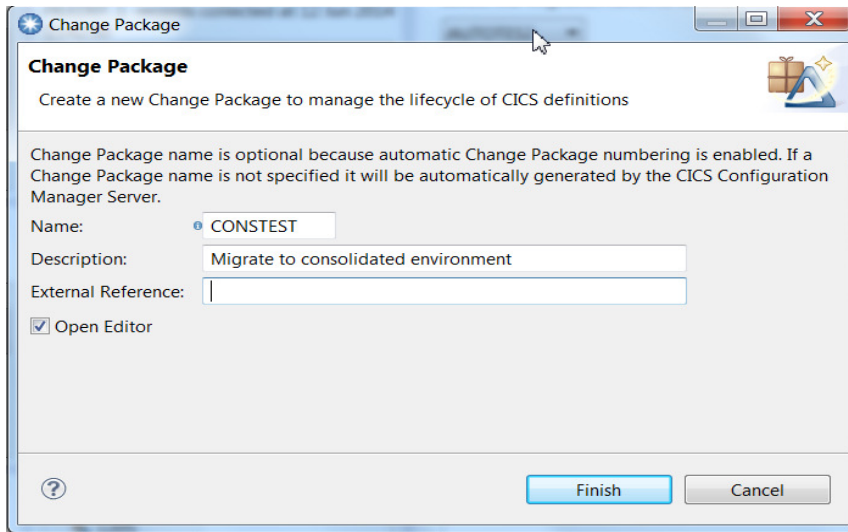 Change Package
Change Package
Create a new Change Package to manage the lifecycle of CICS definitions
Change Package name is optional because automatic Change Package numbering is enabled. If a
Change Package name is not specified it will be automatically generated by the CICS Configuration
Manager Server.
Name: CONSTEST
Description: Migrate to consolidated environment
External Reference:
Open Editor
? Finish Cancel